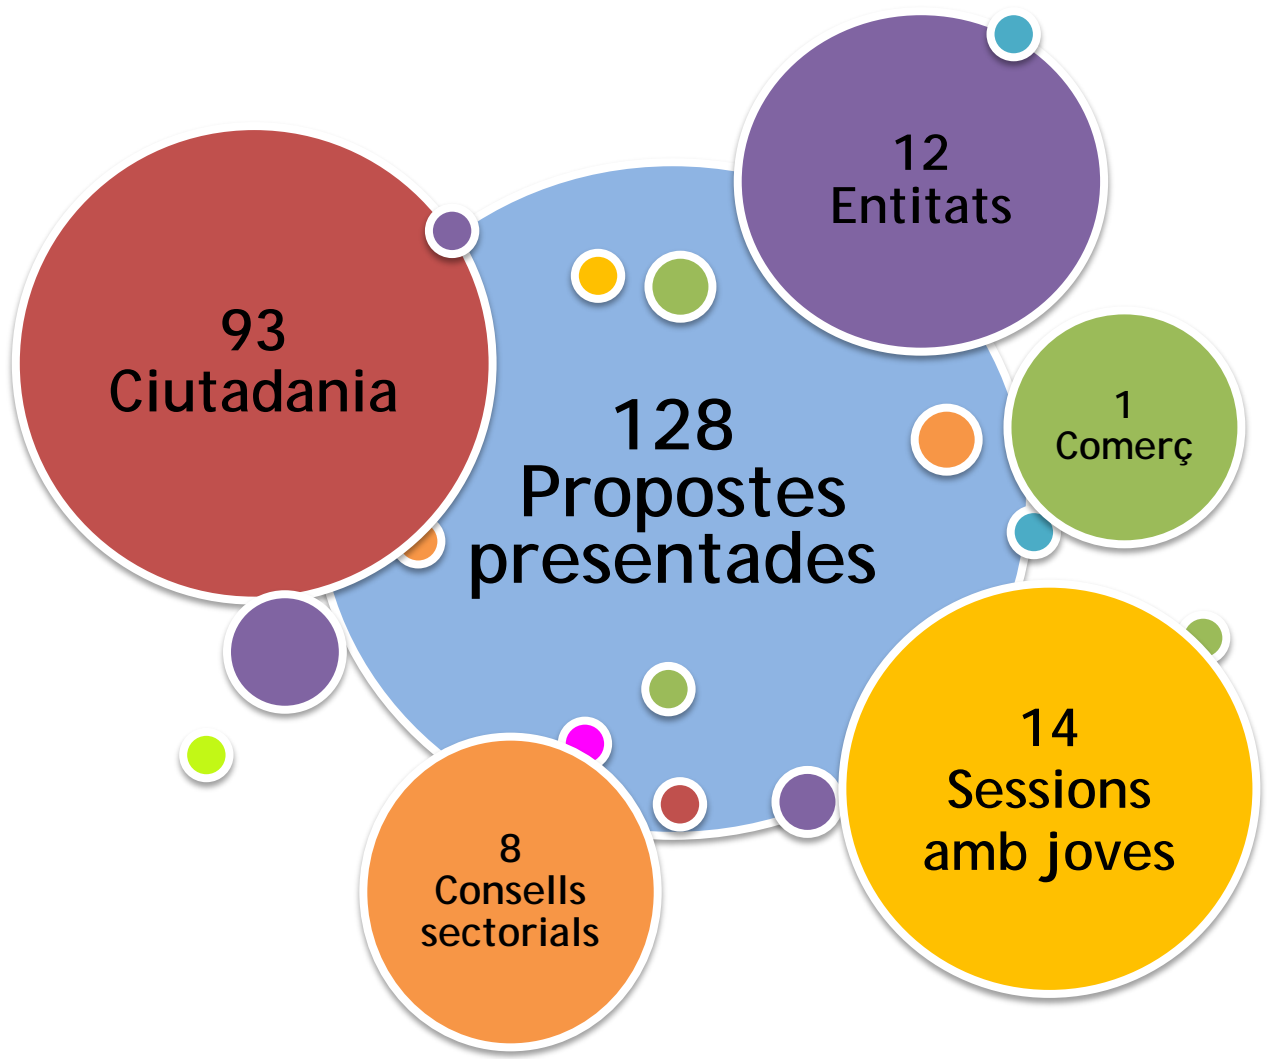 12
Entitats
93
Ciutadania
1
Comerç
128
Propostes
presentades
14
Sessions
amb joves
8
Consells
sectorials